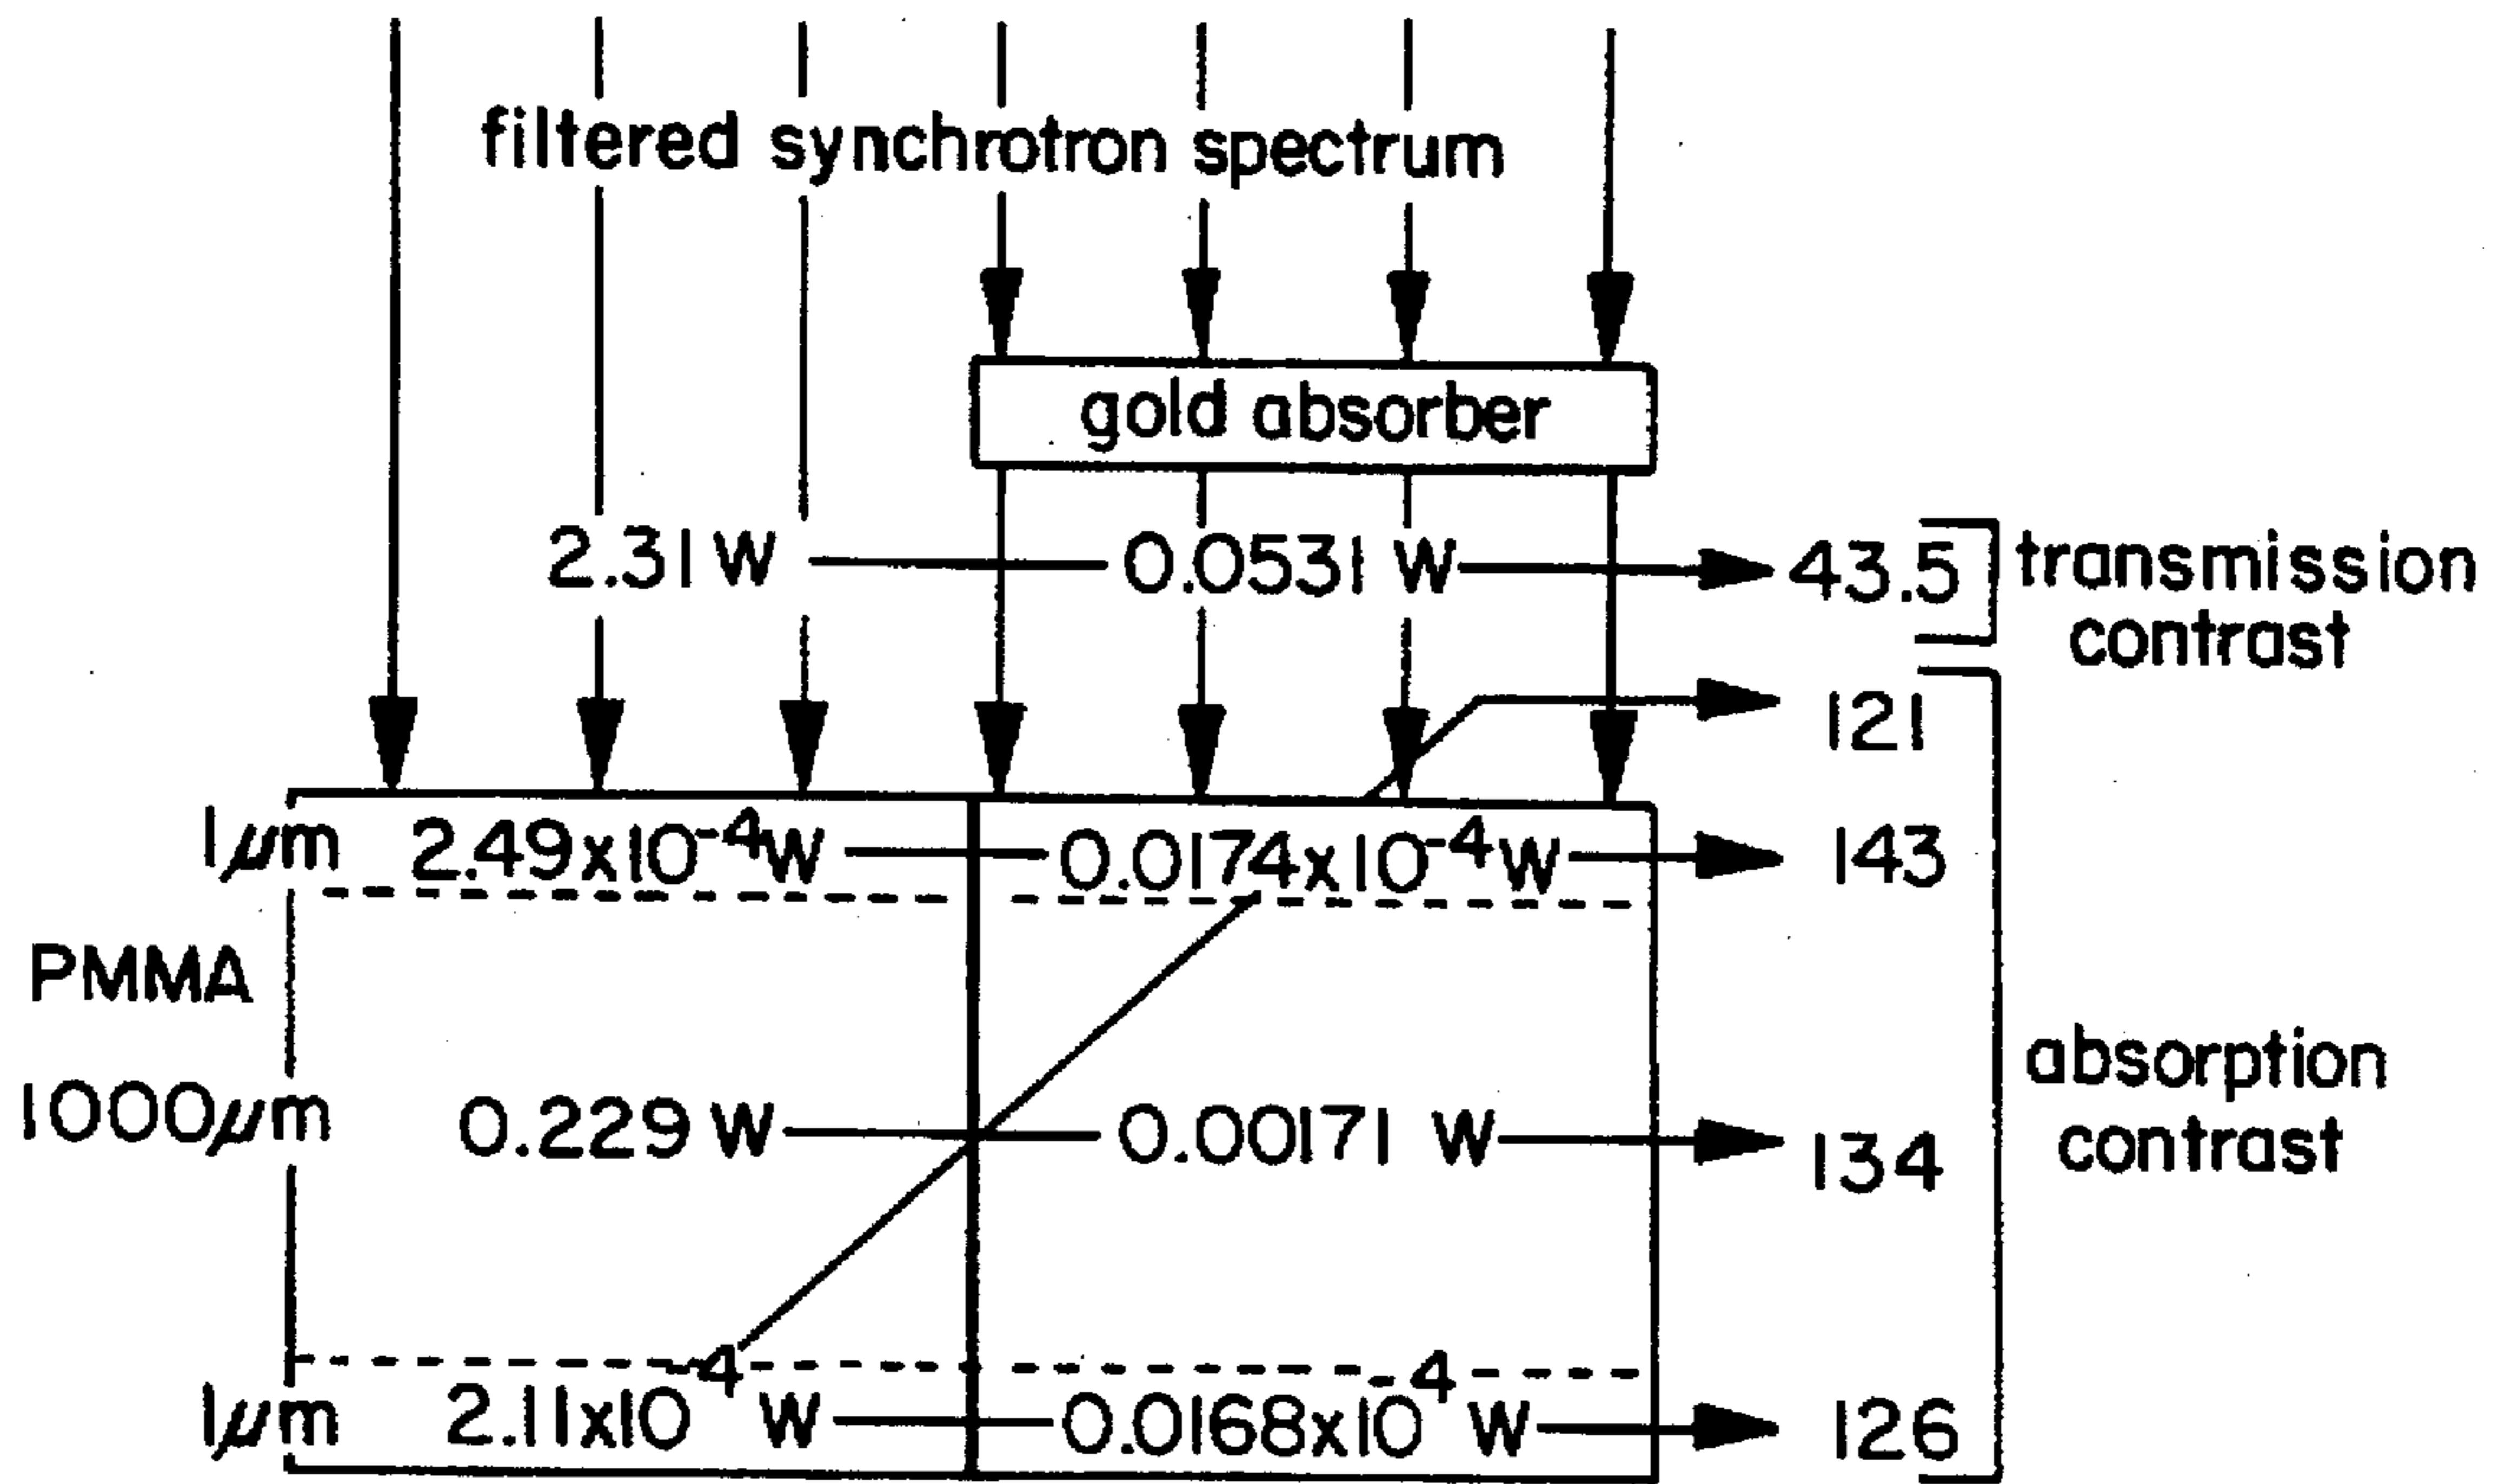 filtered synchrotron spectrum
gold absorber
2.31 W 0.0531 W 43.5 transmission
contrast
121
1μm 2.49x10⁻⁴W 0.0174x10⁻⁴W 143
PMMA
absorption
1000μm 0.229 W 0.00171 W 134 contrast
1μm 2.11x10⁻⁴ W 0.0168x10⁻⁴ W 126